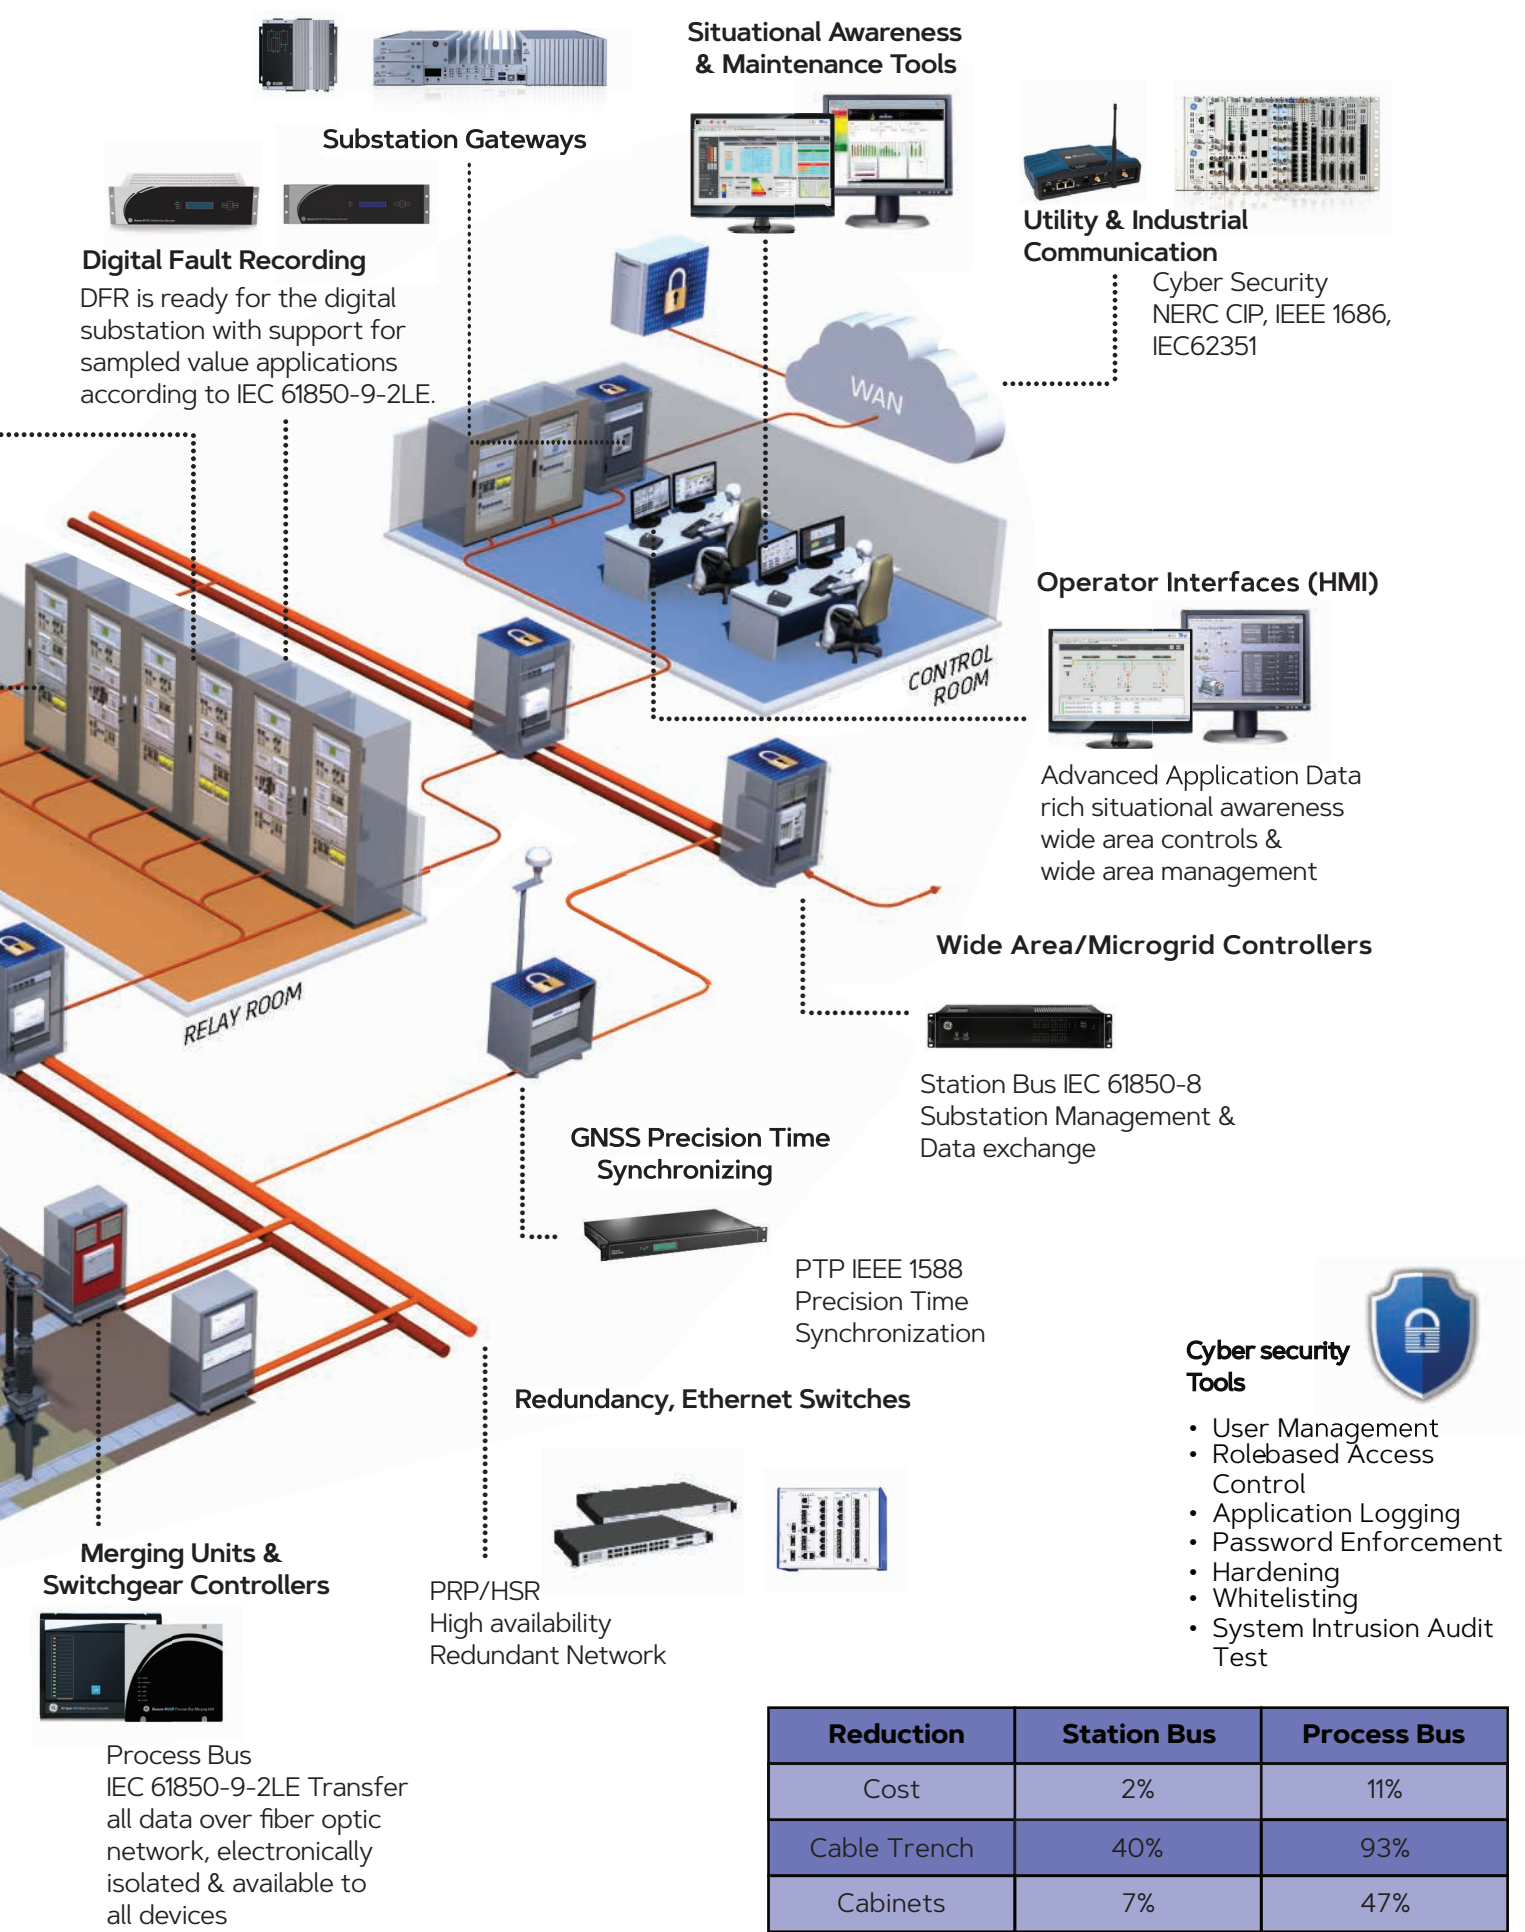 Situational Awareness
& Maintenance Tools
Substation Gateways
Utility & Industrial
Communication
Cyber Security
NERC CIP, IEEE 1686,
IEC62351
Digital Fault Recording
DFR is ready for the digital
substation with support for
sampled value applications
according to IEC 61850-9-2LE.
WAN
CONTROL
ROOM
Operator Interfaces (HMI)
Advanced Application Data
rich situational awareness
wide area controls &
wide area management
RELAY ROOM
Wide Area/Microgrid Controllers
Station Bus IEC 61850-8
Substation Management &
Data exchange
GNSS Precision Time
Synchronizing
PTP IEEE 1588
Precision Time
Synchronization
Redundancy, Ethernet Switches
PRP/HSR
High availability
Redundant Network
Cyber security
Tools
• User Management
• Rolebased Access
Control
• Application Logging
• Password Enforcement
• Hardening
• Whitelisting
• System Intrusion Audit
Test
Merging Units &
Switchgear Controllers
Process Bus
IEC 61850-9-2LE Transfer
all data over fiber optic
network, electronically
isolated & available to
all devices
Reduction Station Bus Process Bus
Cost 2% 11%
Cable Trench 40% 93%
Cabinets 7% 47%